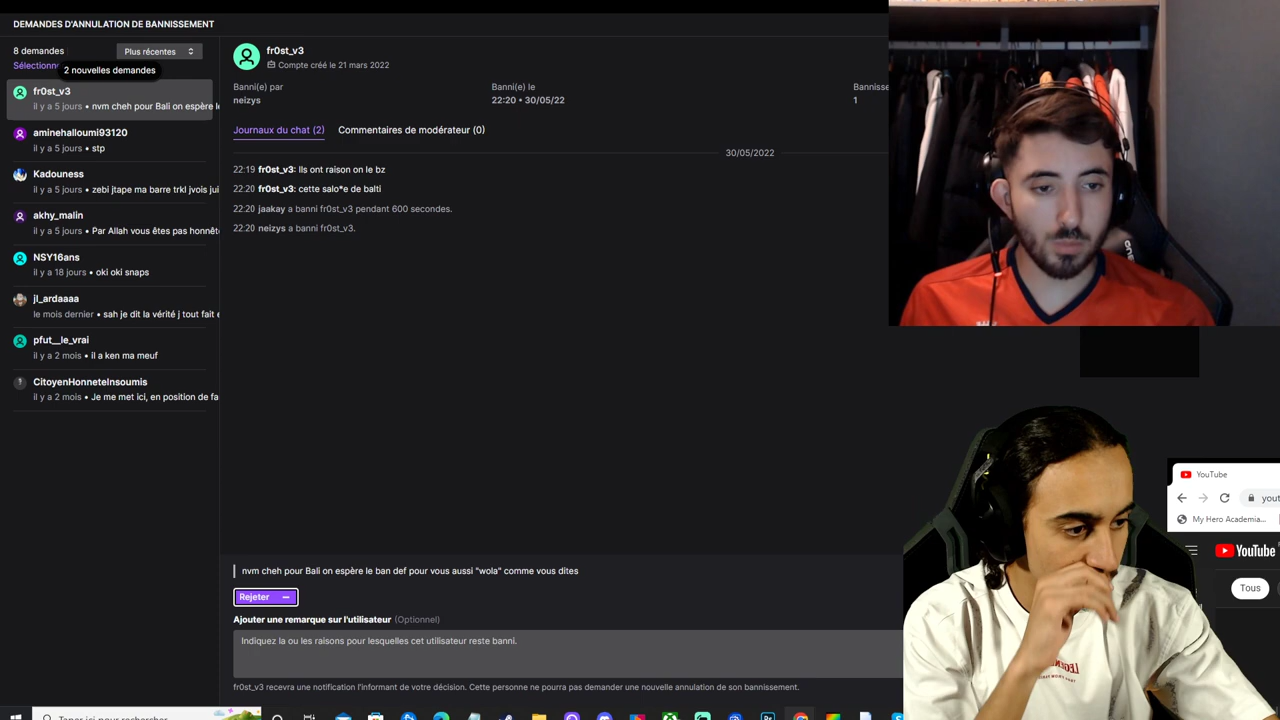 DEMANDES D'ANNULATION DE BANNISSEMENT
8 demandes
Plus récentes
Sélectionn
2 nouvelles demandes
fr0st_v3
il y a 5 jours • nvm cheh pour Bali on espère le
aminehalloumi93120
il y a 5 jours • stp
Kadouness
il y a 5 jours • zebi jtape ma barre trkl jvois jui
akhy_malin
il y a 5 jours • Par Allah vous êtes pas honnêt
NSY16ans
il y a 18 jours • oki oki snaps
jl_ardaaaa
le mois dernier • sah je dit la vérité j tout fait e
pfut__le_vrai
il y a 2 mois • il a ken ma meuf
CitoyenHonneteInsoumis
il y a 2 mois • Je me met ici, en position de fa
fr0st_v3
Compte créé le 21 mars 2022
Banni(e) par
neizys
Banni(e) le
22:20 • 30/05/22
Bannisse
1
Journaux du chat (2)
Commentaires de modérateur (0)
30/05/2022
22:19 fr0st_v3: Ils ont raison on le bz
22:20 fr0st_v3: cette salo*e de balti
22:20 jaakay a banni fr0st_v3 pendant 600 secondes.
22:20 neizys a banni fr0st_v3.
nvm cheh pour Bali on espère le ban def pour vous aussi "wola" comme vous dites
Rejeter
Ajouter une remarque sur l'utilisateur (Optionnel)
Indiquez la ou les raisons pour lesquelles cet utilisateur reste banni.
fr0st_v3 recevra une notification l'informant de votre décision. Cette personne ne pourra pas demander une nouvelle annulation de son bannissement.
YouTube
yout
My Hero Academia...
YouTube
Tous
Taper ici pour rechercher